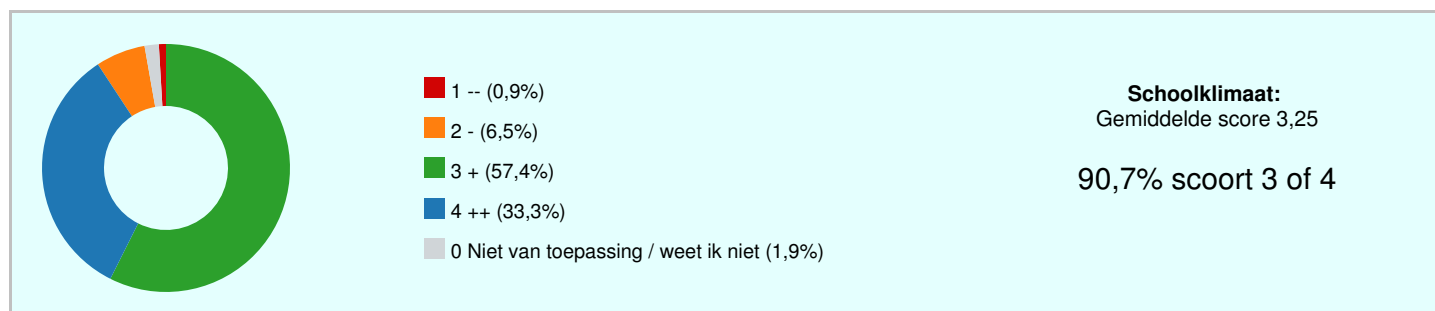 1 -- (0,9%)
2 - (6,5%)
3 + (57,4%)
4 ++ (33,3%)
0 Niet van toepassing / weet ik niet (1,9%)
Schoolklimaat:
Gemiddelde score 3,25
90,7% scoort 3 of 4